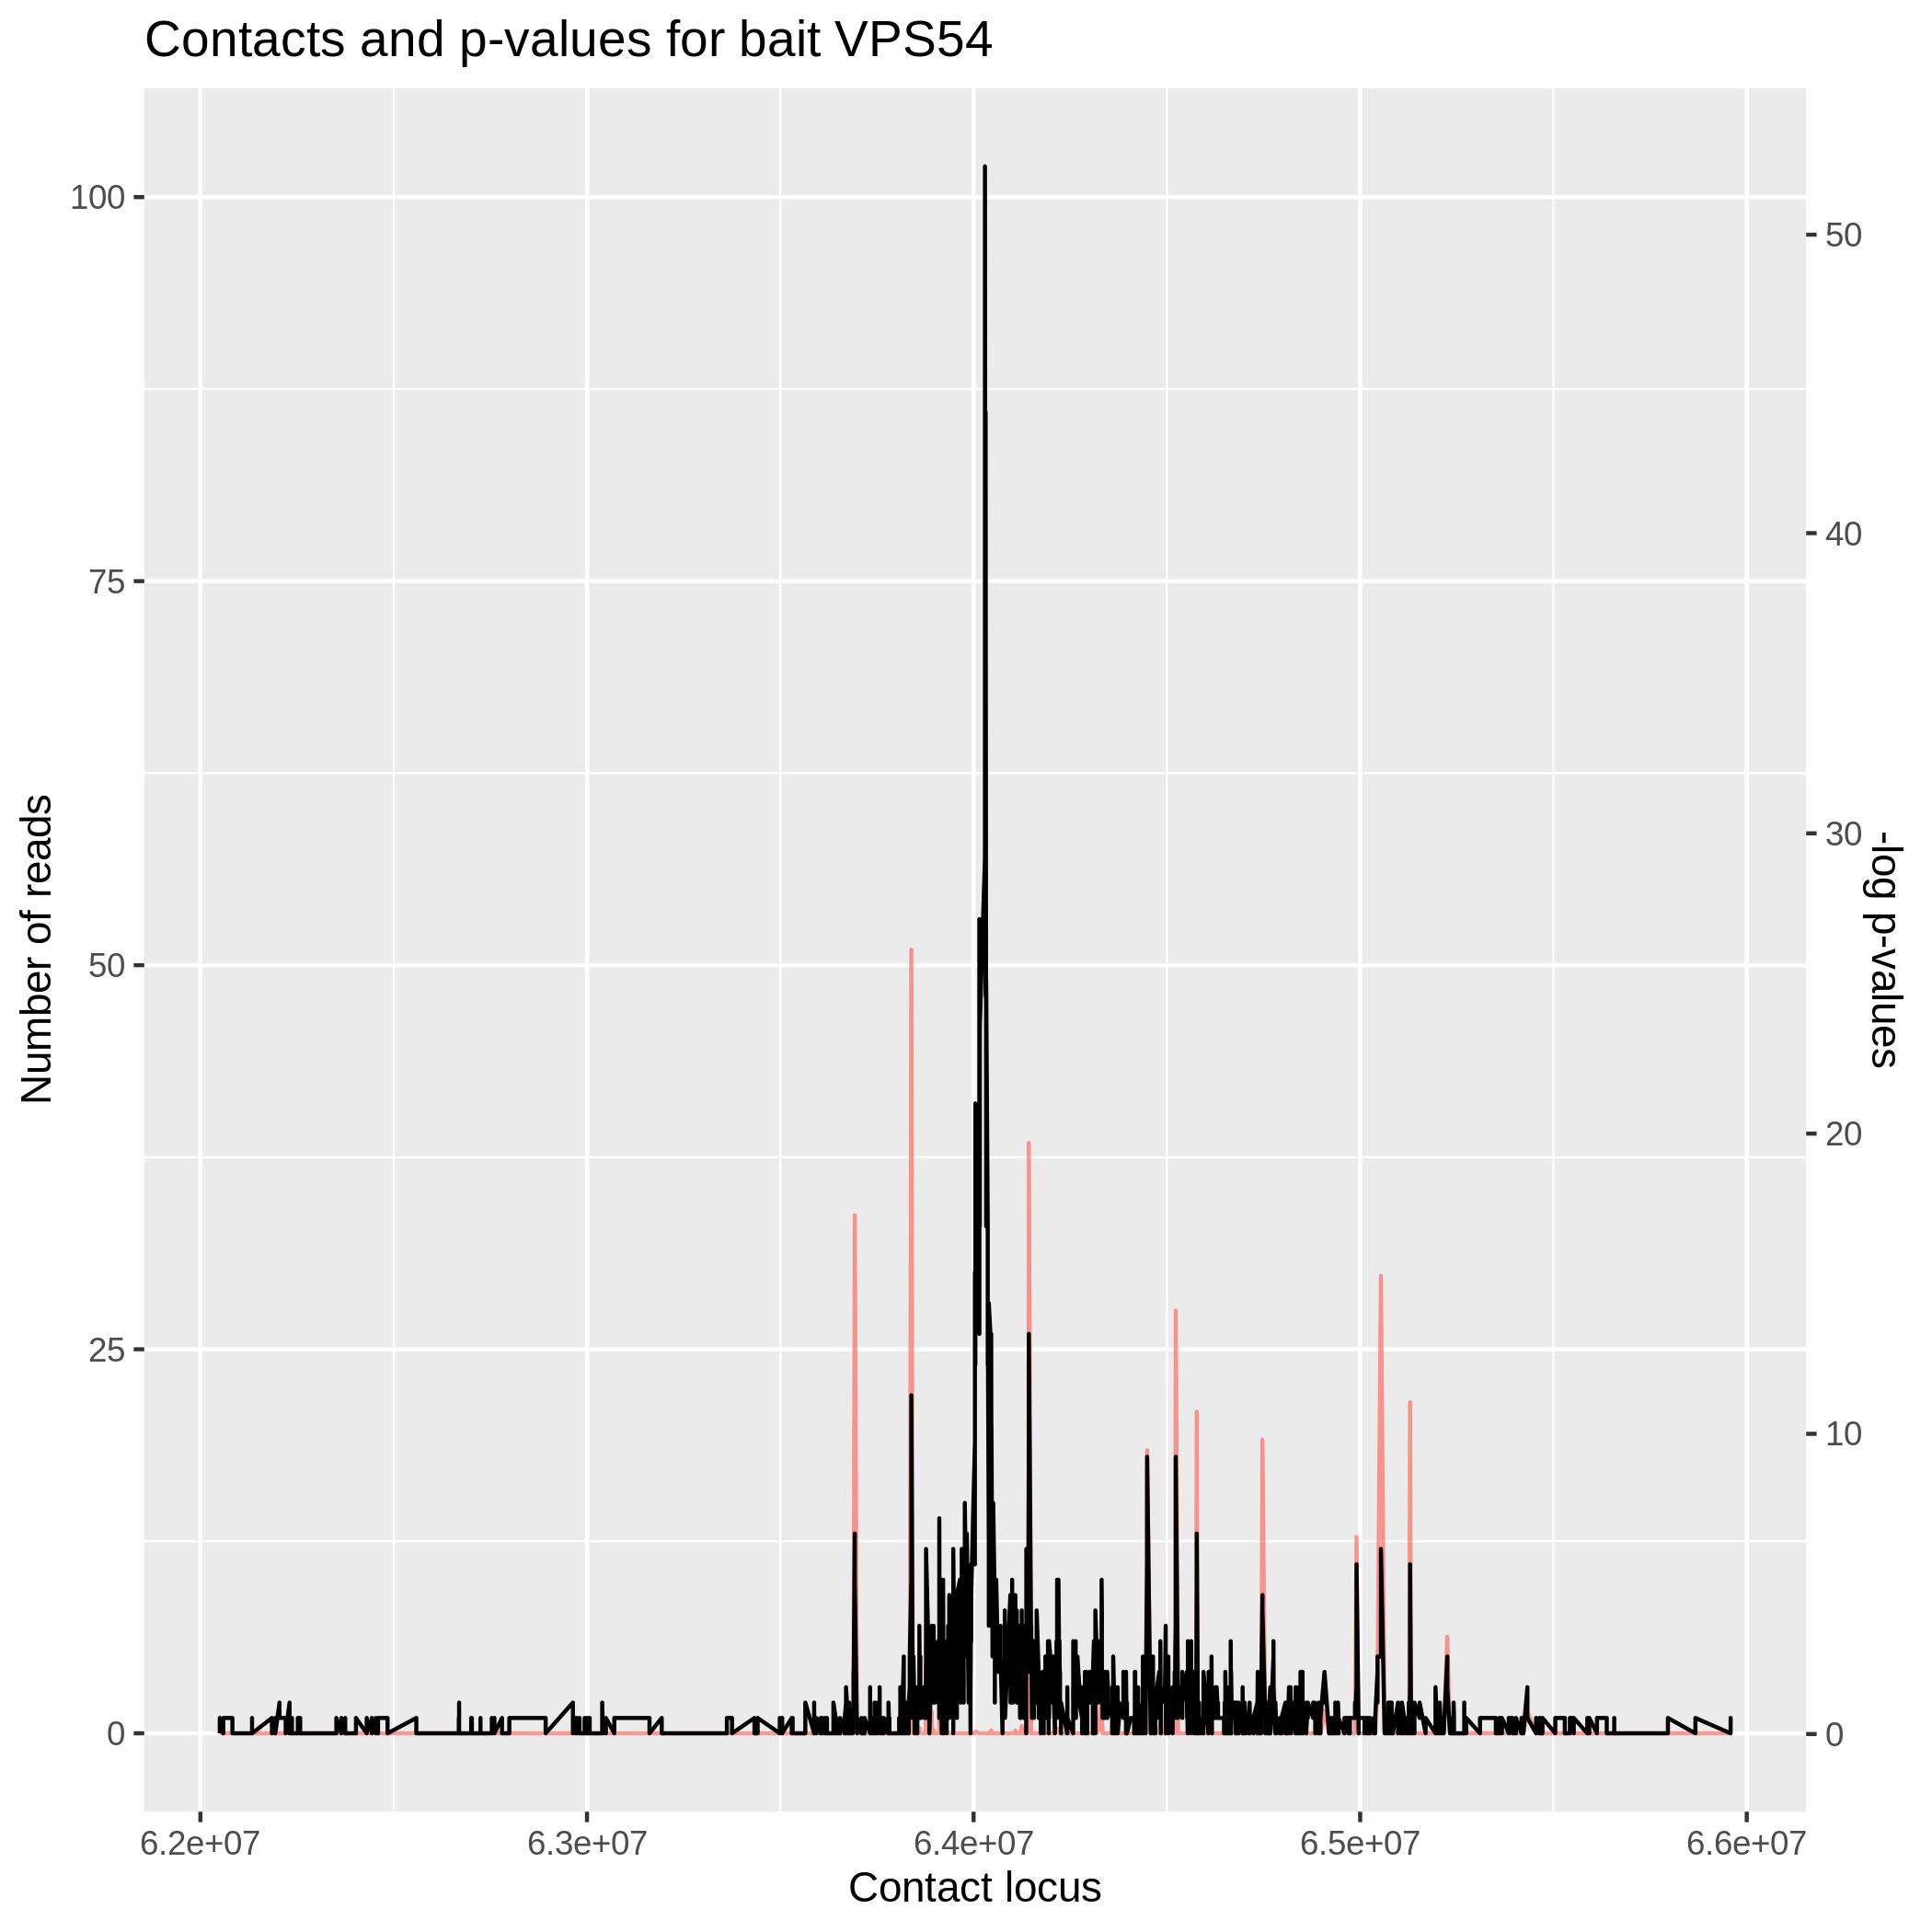 Contacts and p-values for bait VPS54
100
75
50
25
0
Number of reads
50
40
30
20
10
0
-log p-values
6.2e+07 6.3e+07 6.4e+07 6.5e+07 6.6e+07
Contact locus